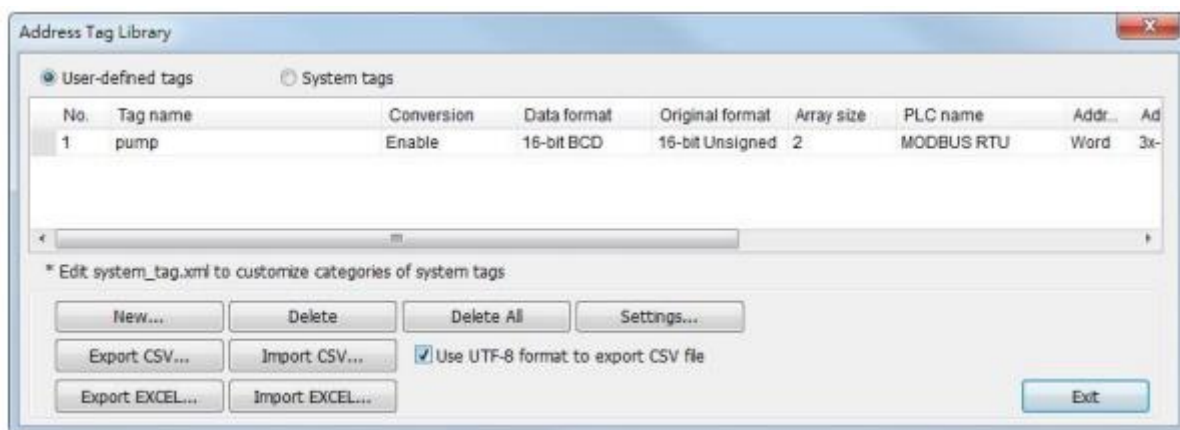 Address Tag Library
User-defined tags System tags
No. Tag name Conversion Data format Original format Array size PLC name Addr... Ad
1 pump Enable 16-bit BCD 16-bit Unsigned 2 MODBUS RTU Word 3x-
* Edit system_tag.xml to customize categories of system tags
New... Delete Delete All Settings...
Export CSV... Import CSV... Use UTF-8 format to export CSV file
Export EXCEL... Import EXCEL... Exit